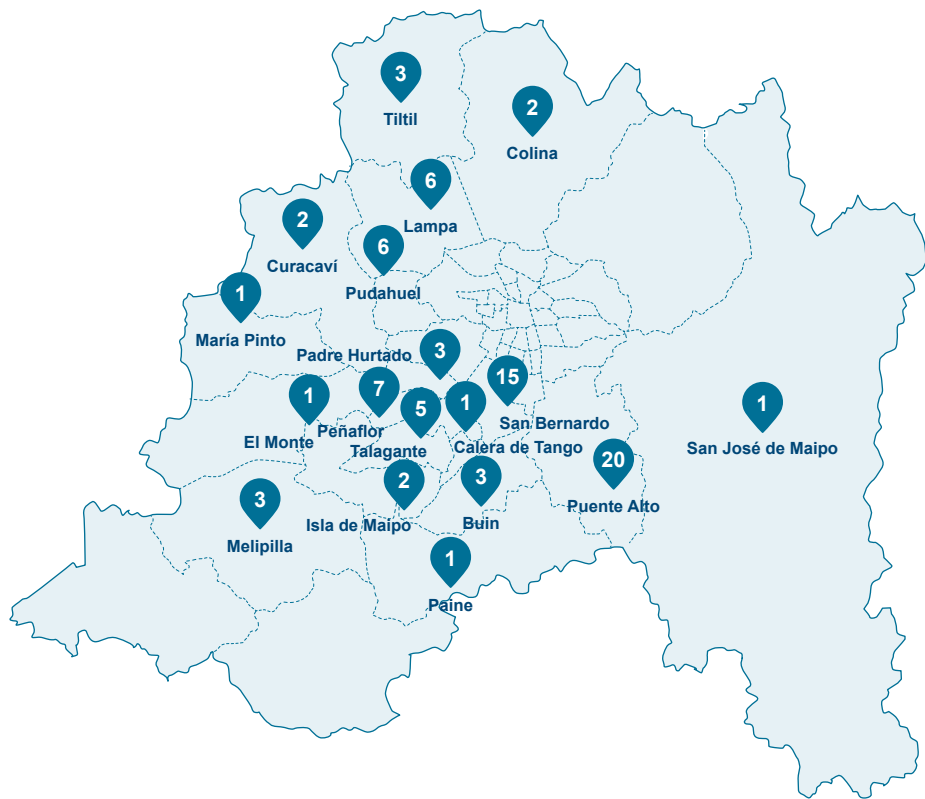 3
Tiltil
2
Colina
6
Lampa
2
Curacaví
6
Pudahuel
1
María Pinto
Padre Hurtado
3
7
Peñaflor
1
El Monte
5
Talagante
1
Calera de Tango
15
San Bernardo
1
San José de Maipo
20
Puente Alto
2
Isla de Maipo
3
Buin
3
Melipilla
1
Paine